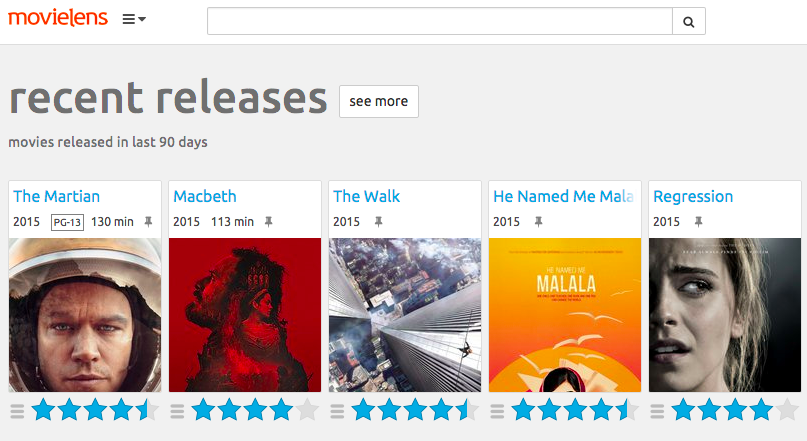 movielens
recent releases see more
movies released in last 90 days
The Martian Macbeth The Walk He Named Me Mala Regression
2015 PG-13 130 min 2015 113 min 2015 2015 2015
HE NAMED ME
MALALA